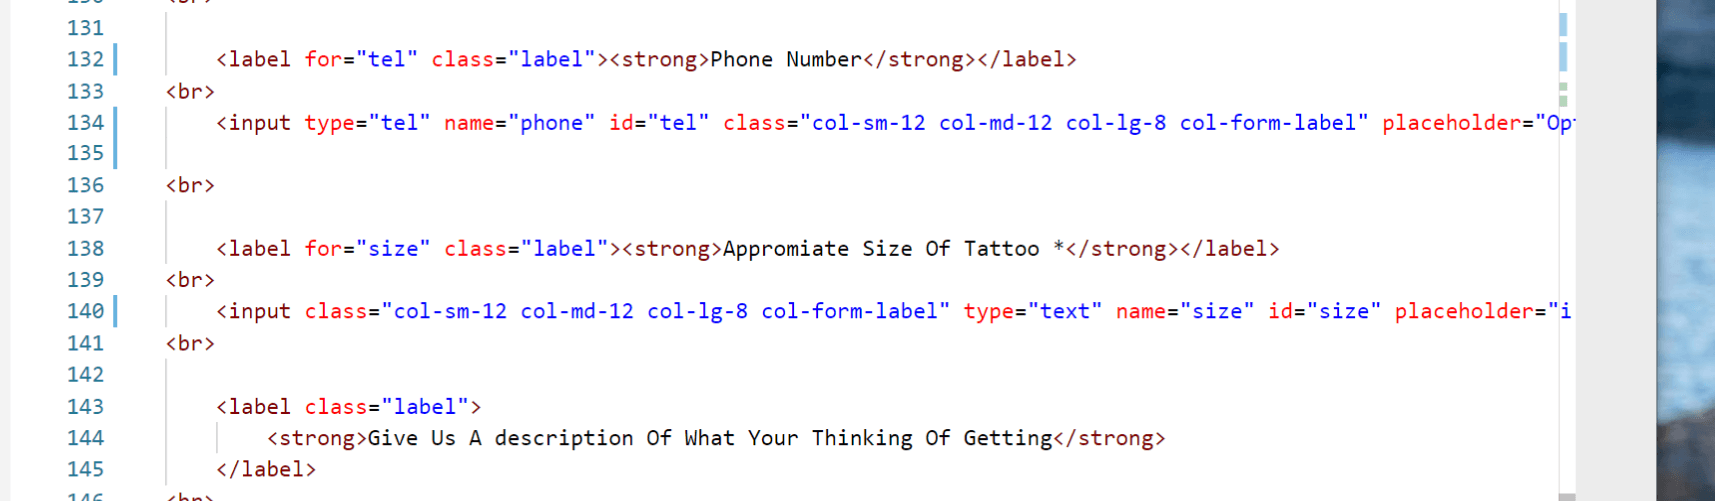 131
132 <label for="tel" class="label"><strong>Phone Number</strong></label>
133 <br>
134 <input type="tel" name="phone" id="tel" class="col-sm-12 col-md-12 col-lg-8 col-form-label" placeholder="Op
135
136 <br>
137
138 <label for="size" class="label"><strong>Appromiate Size Of Tattoo *</strong></label>
139 <br>
140 <input class="col-sm-12 col-md-12 col-lg-8 col-form-label" type="text" name="size" id="size" placeholder="i
141 <br>
142
143 <label class="label">
144 <strong>Give Us A description Of What Your Thinking Of Getting</strong>
145 </label>
146 <br>